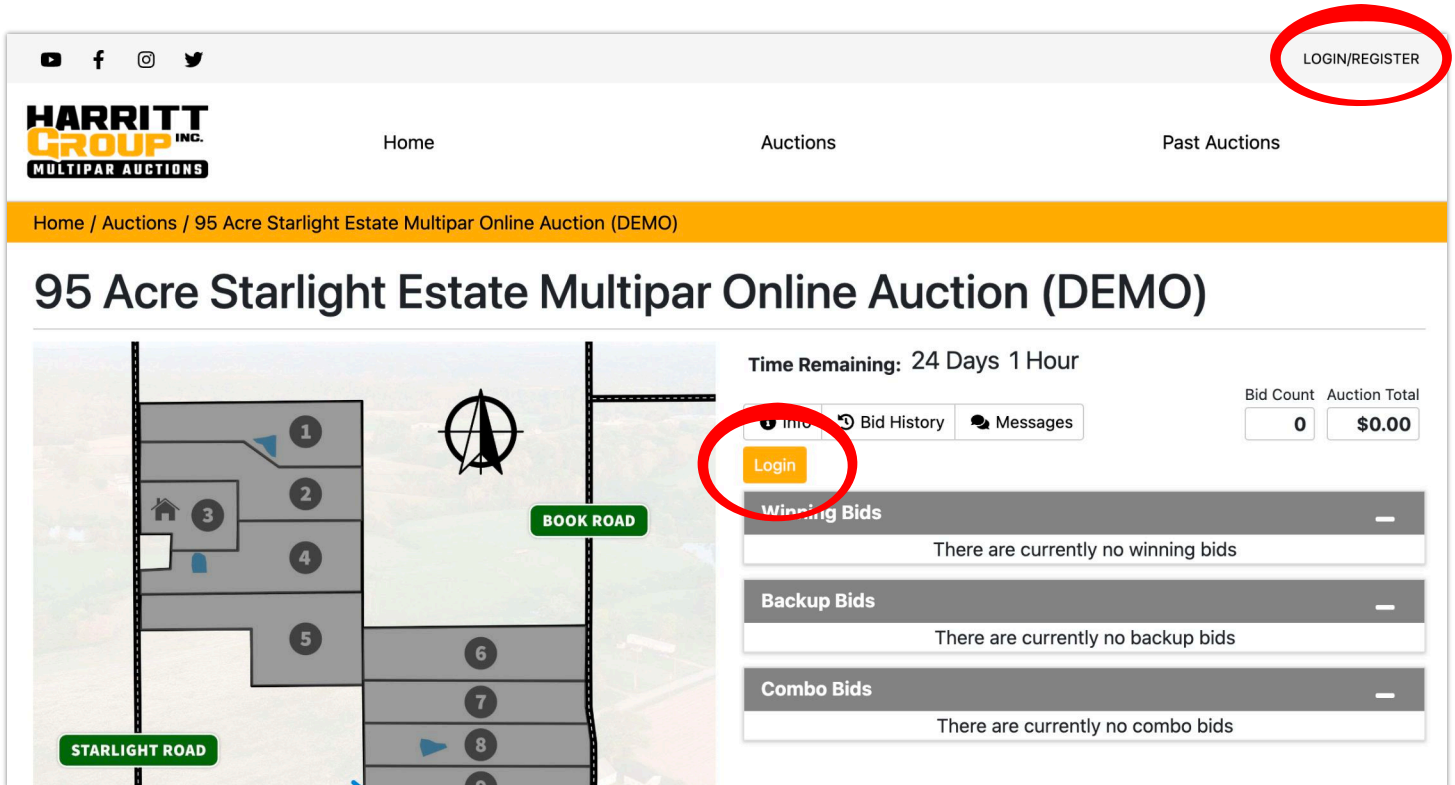 LOGIN/REGISTER
HARRITT
GROUP INC.
MULTIPAR AUCTIONS
Home
Auctions
Past Auctions
Home / Auctions / 95 Acre Starlight Estate Multipar Online Auction (DEMO)
95 Acre Starlight Estate Multipar Online Auction (DEMO)
1
2
3
4
5
6
7
8
BOOK ROAD
STARLIGHT ROAD
Time Remaining: 24 Days 1 Hour
Bid Count Auction Total
Info Bid History Messages
0 $0.00
Login
Winning Bids
There are currently no winning bids
Backup Bids
There are currently no backup bids
Combo Bids
There are currently no combo bids